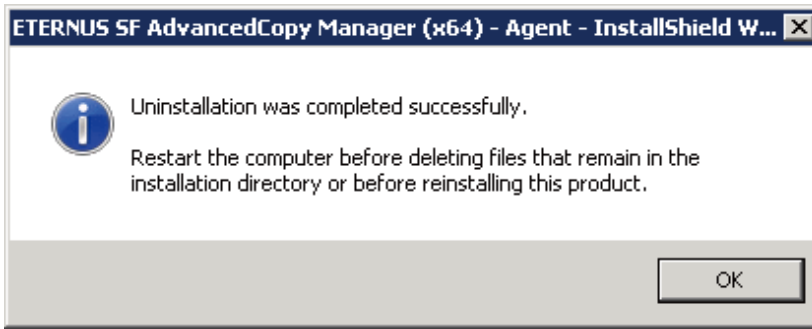 ETERNUS SF AdvancedCopy Manager (x64) - Agent - InstallShield W...
Uninstallation was completed successfully.
Restart the computer before deleting files that remain in the
installation directory or before reinstalling this product.
OK